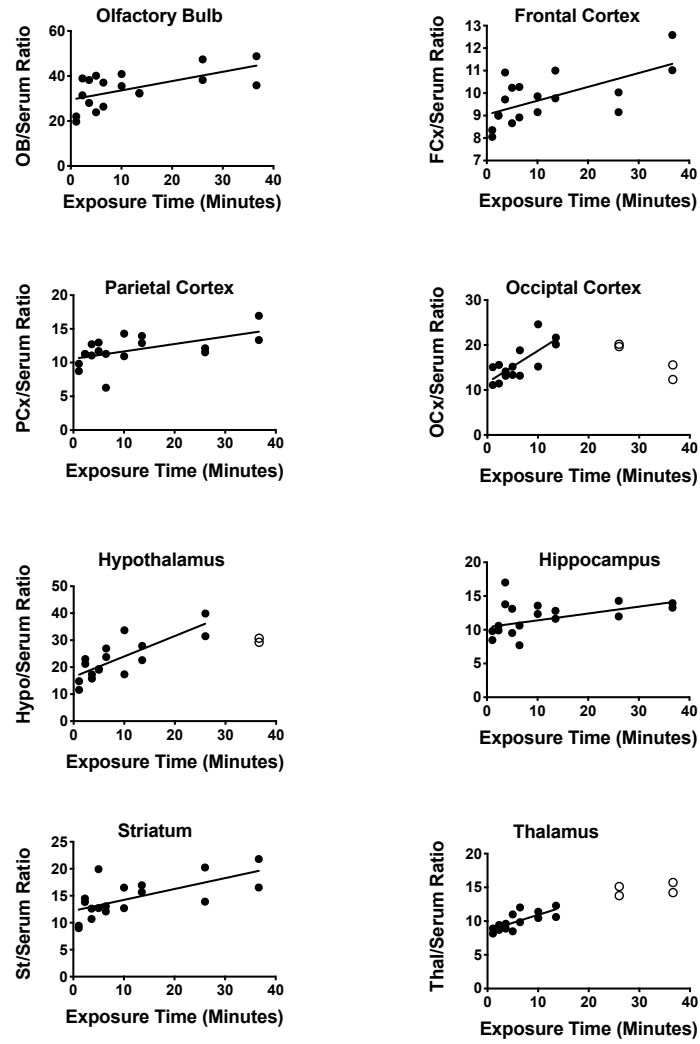 Olfactory Bulb
OB/Serum Ratio
60
40
20
0
0 10 20 30 40
Exposure Time (Minutes)
Frontal Cortex
FCx/Serum Ratio
13
12
11
10
9
8
7
0 10 20 30 40
Exposure Time (Minutes)
Parietal Cortex
PCx/Serum Ratio
20
15
10
5
0
0 10 20 30 40
Exposure Time (Minutes)
Occiptal Cortex
OCx/Serum Ratio
30
20
10
0
0 10 20 30 40
Exposure Time (Minutes)
Hypothalamus
Hypo/Serum Ratio
50
40
30
20
10
0
0 10 20 30 40
Exposure Time (Minutes)
Hippocampus
20
15
10
5
0
0 10 20 30 40
Exposure Time (Minutes)
Striatum
St/Serum Ratio
25
20
15
10
5
0
0 10 20 30 40
Exposure Time (Minutes)
Thalamus
Thal/Serum Ratio
20
15
10
5
0
0 10 20 30 40
Exposure Time (Minutes)